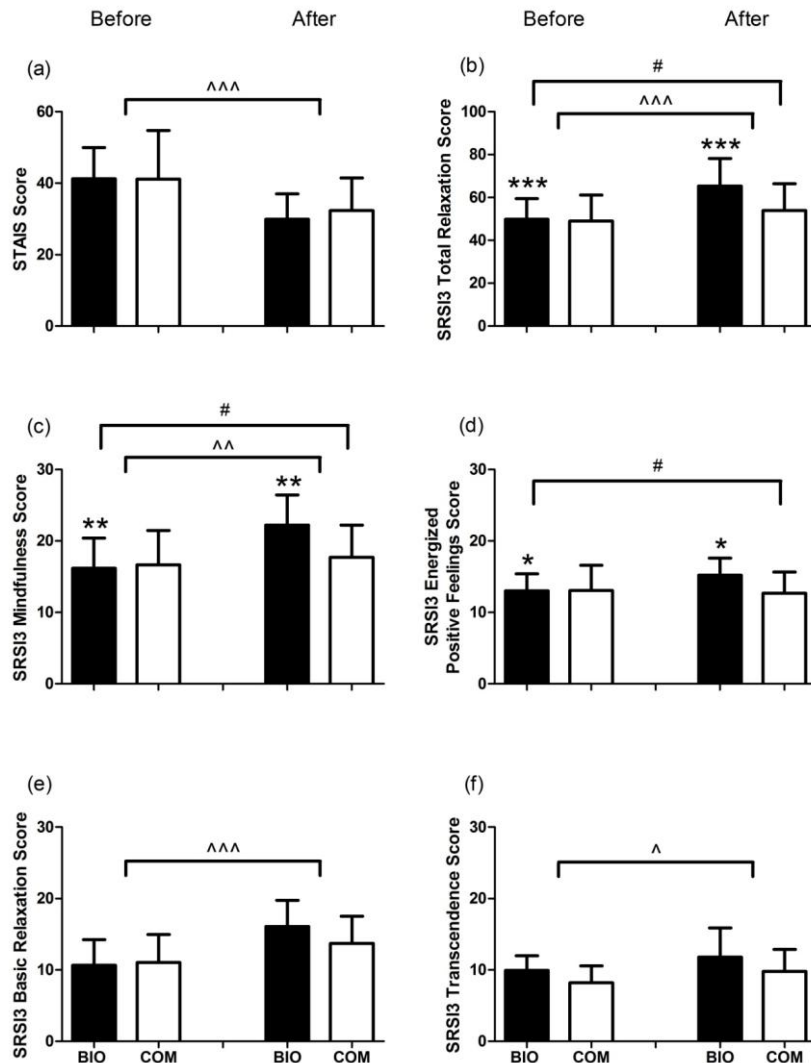 Before After Before After
(a)
^^^
60
40
20
0
STAIS Score
(b)
#
^^^
***
***
100
80
60
40
20
0
SRSI3 Total Relaxation Score
(c)
#
^^
**
**
30
20
10
0
SRSI3 Mindfulness Score
(d)
#
*
*
30
20
10
0
SRSI3 Energized
Positive Feelings Score
(e)
^^^
30
20
10
0
SRSI3 Basic Relaxation Score
BIO COM BIO COM
(f)
^
30
20
10
0
SRSI3 Transcendence Score
BIO COM BIO COM